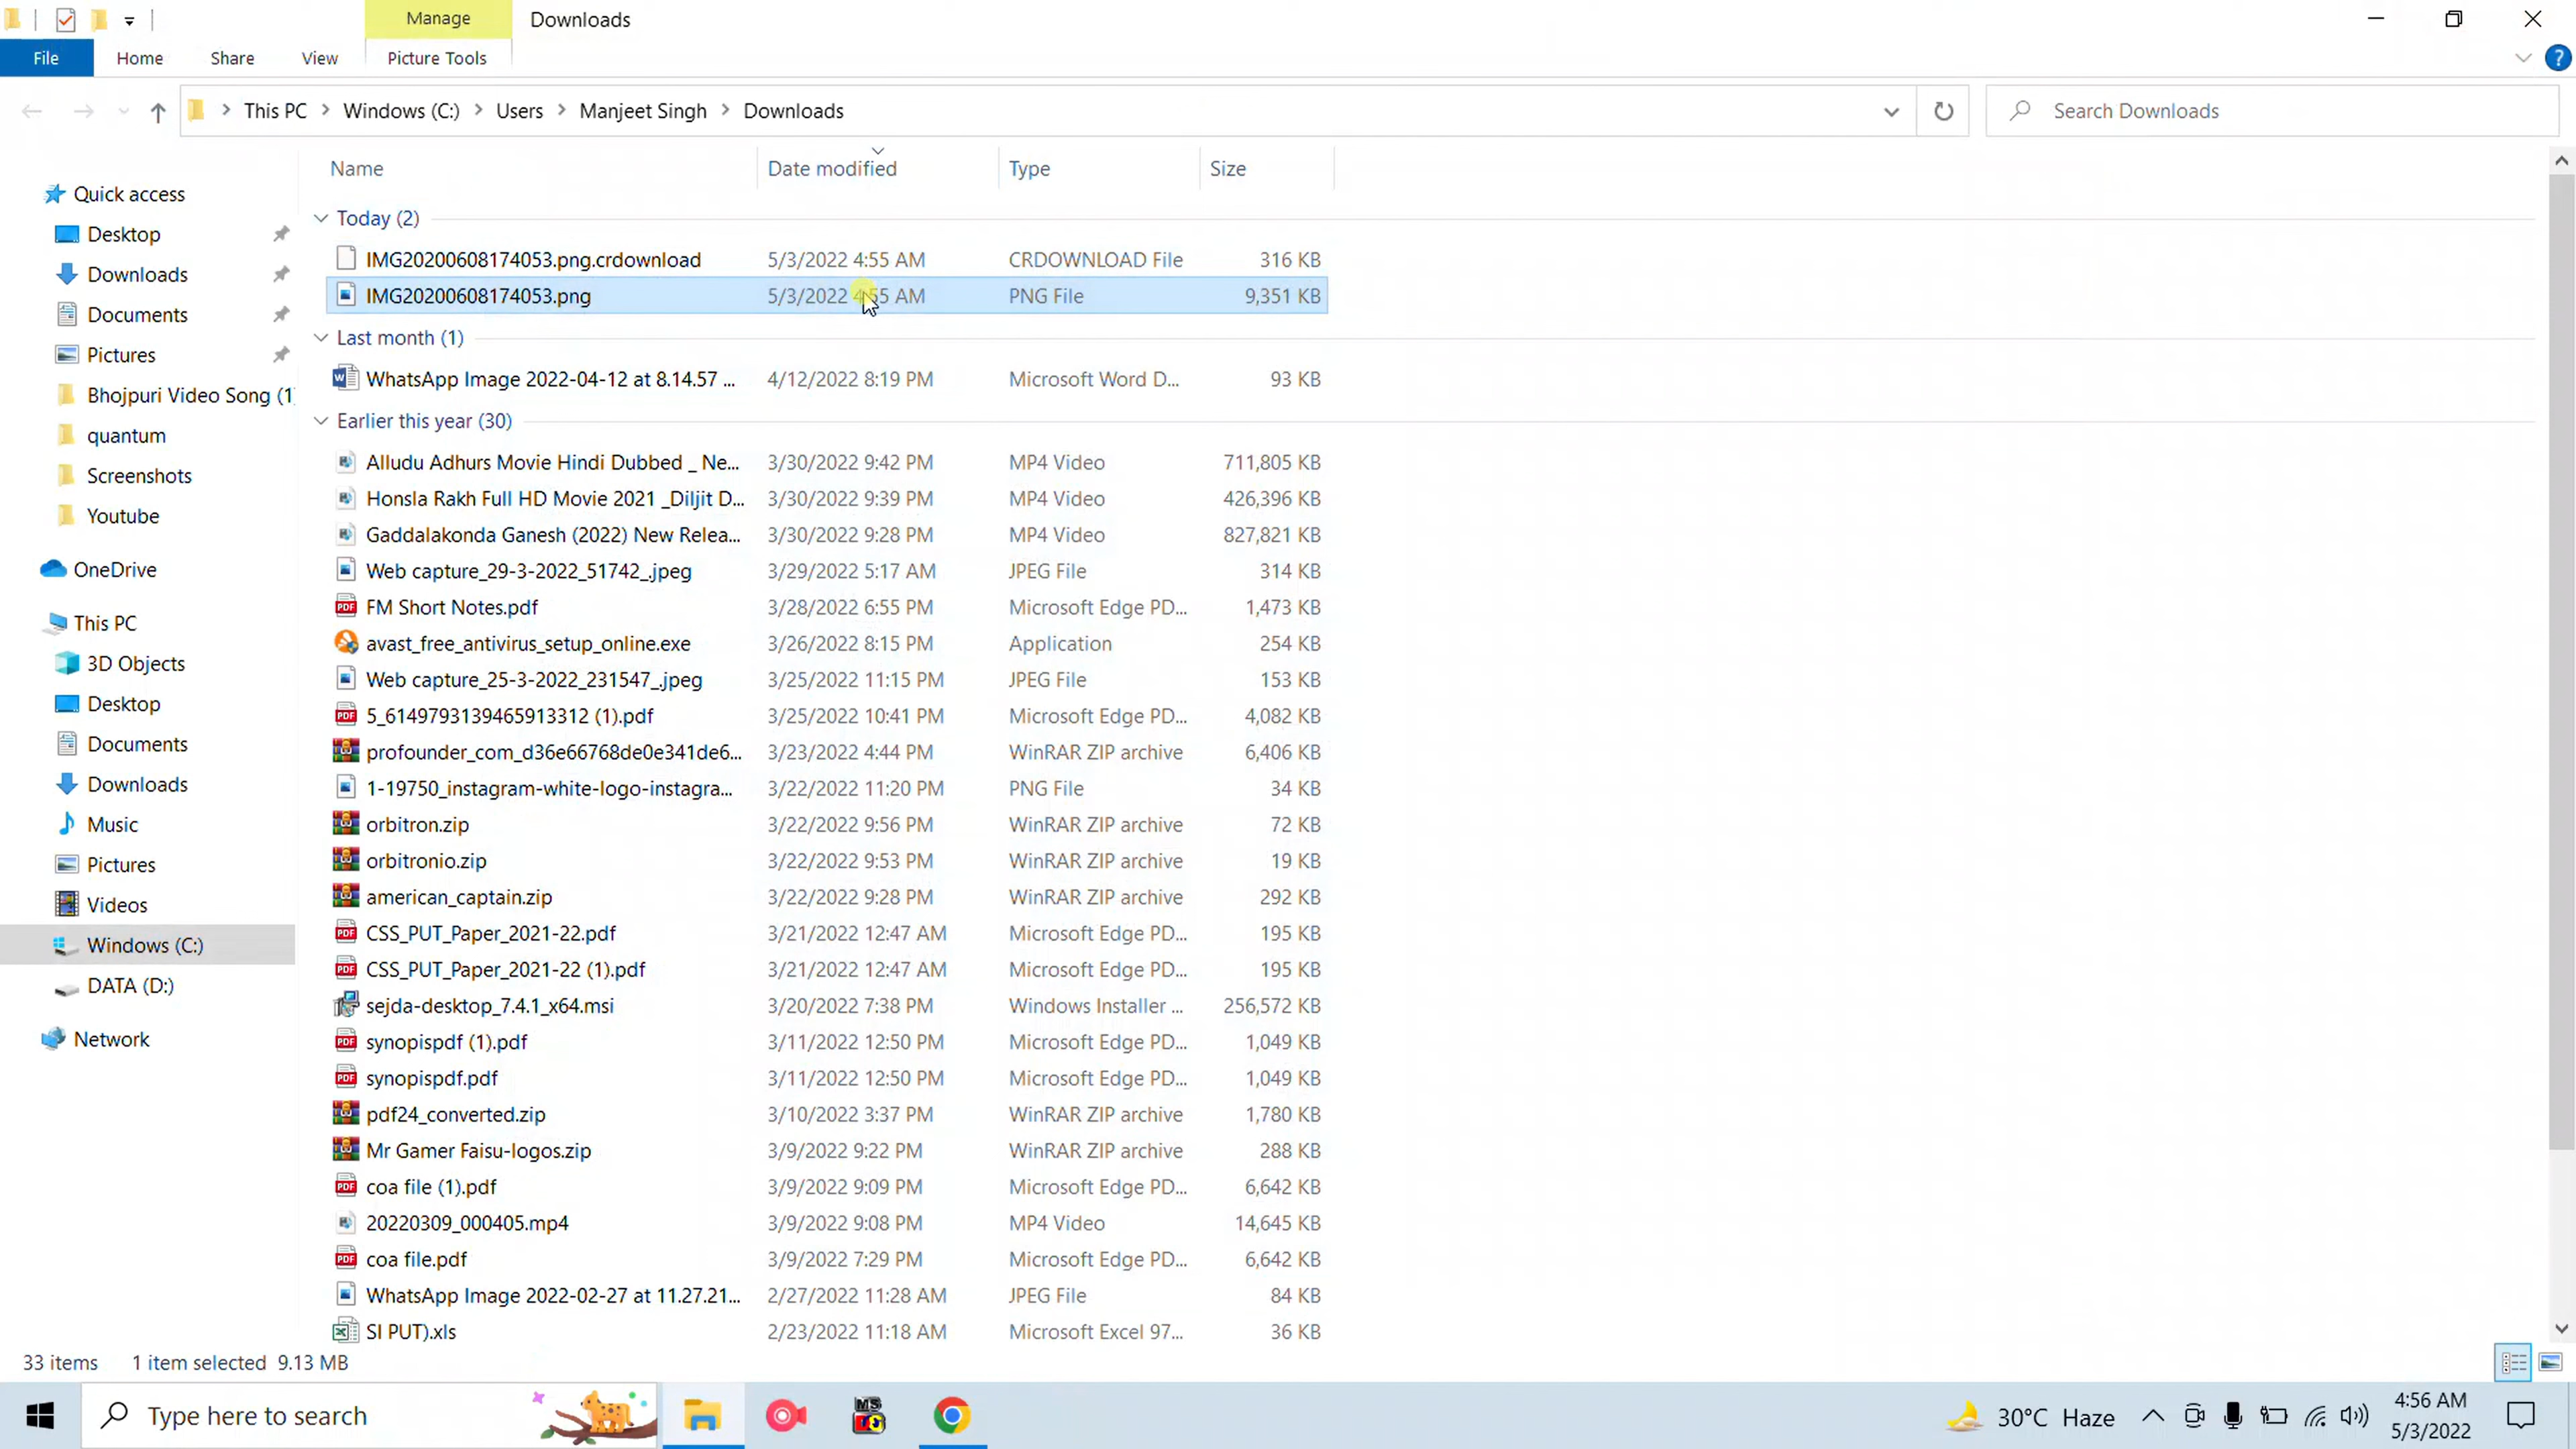 Manage
Downloads
File
Home
Share
View
Picture Tools
This PC
Windows (C:)
Users
Manjeet Singh
Downloads
Search Downloads
Name
Date modified
Type
Size
Quick access
Desktop
Downloads
Documents
Pictures
Bhojpuri Video Song (1)
quantum
Screenshots
Youtube
OneDrive
This PC
3D Objects
Desktop
Documents
Downloads
Music
Pictures
Videos
Windows (C:)
DATA (D:)
Network
Today (2)
IMG20200608174053.png.crdownload 5/3/2022 4:55 AM CRDOWNLOAD File 316 KB
IMG20200608174053.png 5/3/2022 4:55 AM PNG File 9,351 KB
Last month (1)
WhatsApp Image 2022-04-12 at 8.14.57 ... 4/12/2022 8:19 PM Microsoft Word D... 93 KB
Earlier this year (30)
Alludu Adhurs Movie Hindi Dubbed _ Ne... 3/30/2022 9:42 PM MP4 Video 711,805 KB
Honsla Rakh Full HD Movie 2021 _Diljit D... 3/30/2022 9:39 PM MP4 Video 426,396 KB
Gaddalakonda Ganesh (2022) New Relea... 3/30/2022 9:28 PM MP4 Video 827,821 KB
Web capture_29-3-2022_51742_.jpeg 3/29/2022 5:17 AM JPEG File 314 KB
FM Short Notes.pdf 3/28/2022 6:55 PM Microsoft Edge PD... 1,473 KB
avast_free_antivirus_setup_online.exe 3/26/2022 8:15 PM Application 254 KB
Web capture_25-3-2022_231547_.jpeg 3/25/2022 11:15 PM JPEG File 153 KB
5_6149793139465913312 (1).pdf 3/25/2022 10:41 PM Microsoft Edge PD... 4,082 KB
profounder_com_d36e66768de0e341de6... 3/23/2022 4:44 PM WinRAR ZIP archive 6,406 KB
1-19750_instagram-white-logo-instagra... 3/22/2022 11:20 PM PNG File 34 KB
orbitron.zip 3/22/2022 9:56 PM WinRAR ZIP archive 72 KB
orbitronio.zip 3/22/2022 9:53 PM WinRAR ZIP archive 19 KB
american_captain.zip 3/22/2022 9:28 PM WinRAR ZIP archive 292 KB
CSS_PUT_Paper_2021-22.pdf 3/21/2022 12:47 AM Microsoft Edge PD... 195 KB
CSS_PUT_Paper_2021-22 (1).pdf 3/21/2022 12:47 AM Microsoft Edge PD... 195 KB
sejda-desktop_7.4.1_x64.msi 3/20/2022 7:38 PM Windows Installer ... 256,572 KB
synopispdf (1).pdf 3/11/2022 12:50 PM Microsoft Edge PD... 1,049 KB
synopispdf.pdf 3/11/2022 12:50 PM Microsoft Edge PD... 1,049 KB
pdf24_converted.zip 3/10/2022 3:37 PM WinRAR ZIP archive 1,780 KB
Mr Gamer Faisu-logos.zip 3/9/2022 9:22 PM WinRAR ZIP archive 288 KB
coa file (1).pdf 3/9/2022 9:09 PM Microsoft Edge PD... 6,642 KB
20220309_000405.mp4 3/9/2022 9:08 PM MP4 Video 14,645 KB
coa file.pdf 3/9/2022 7:29 PM Microsoft Edge PD... 6,642 KB
WhatsApp Image 2022-02-27 at 11.27.21... 2/27/2022 11:28 AM JPEG File 84 KB
SI PUT).xls 2/23/2022 11:18 AM Microsoft Excel 97... 36 KB
33 items 1 item selected 9.13 MB
Type here to search
MS
30°C Haze
4:56 AM
5/3/2022